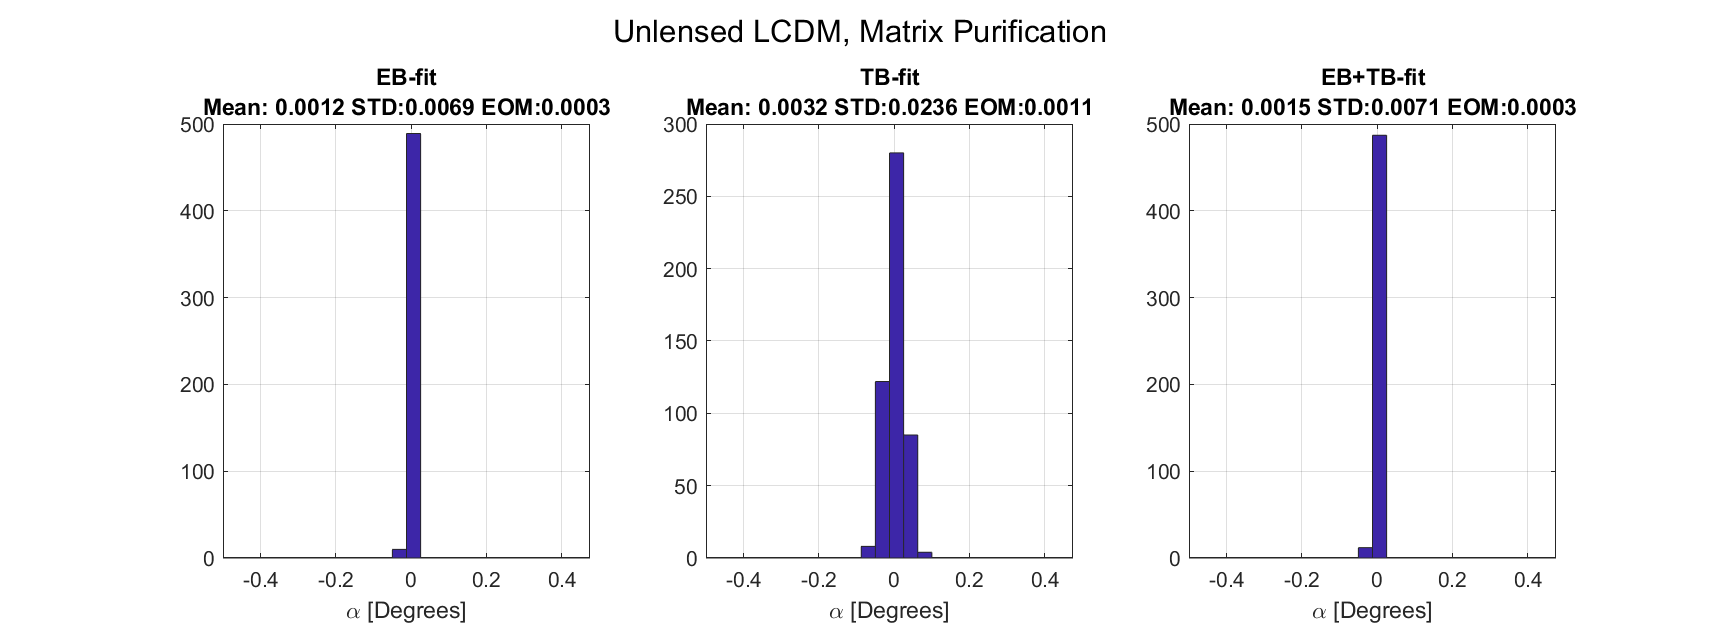 Unlensed LCDM, Matrix Purification
EB-fit
Mean: 0.0012 STD:0.0069 EOM:0.0003
500
400
300
200
100
0
-0.4 -0.2 0 0.2 0.4
α [Degrees]
TB-fit
Mean: 0.0032 STD:0.0236 EOM:0.0011
300
250
200
150
100
50
0
-0.4 -0.2 0 0.2 0.4
α [Degrees]
EB+TB-fit
Mean: 0.0015 STD:0.0071 EOM:0.0003
500
400
300
200
100
0
-0.4 -0.2 0 0.2 0.4
α [Degrees]